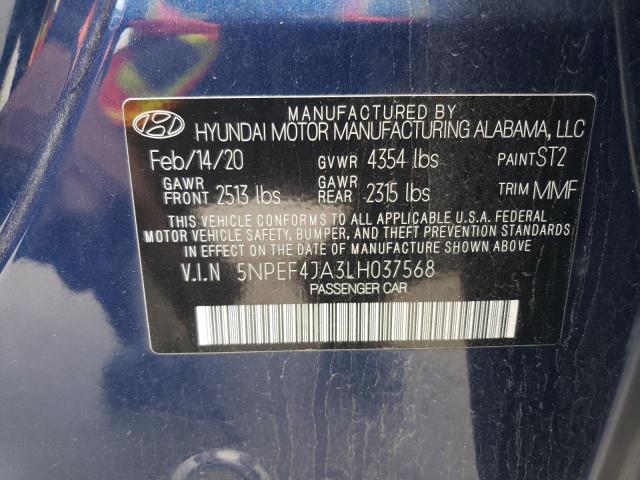 MANUFACTURED BY
HYUNDAI MOTOR MANUFACTURING ALABAMA, LLC
Feb/14/20 GVWR 4354 lbs PAINT ST2
GAWR FRONT 2513 lbs GAWR REAR 2315 lbs TRIM MMF
THIS VEHICLE CONFORMS TO ALL APPLICABLE U.S.A. FEDERAL
MOTOR VEHICLE SAFETY, BUMPER, AND THEFT PREVENTION STANDARDS
IN EFFECT ON THE DATE OF MANUFACTURE SHOWN ABOVE.
V.I.N 5NPEF4JA3LH037568
PASSENGER CAR